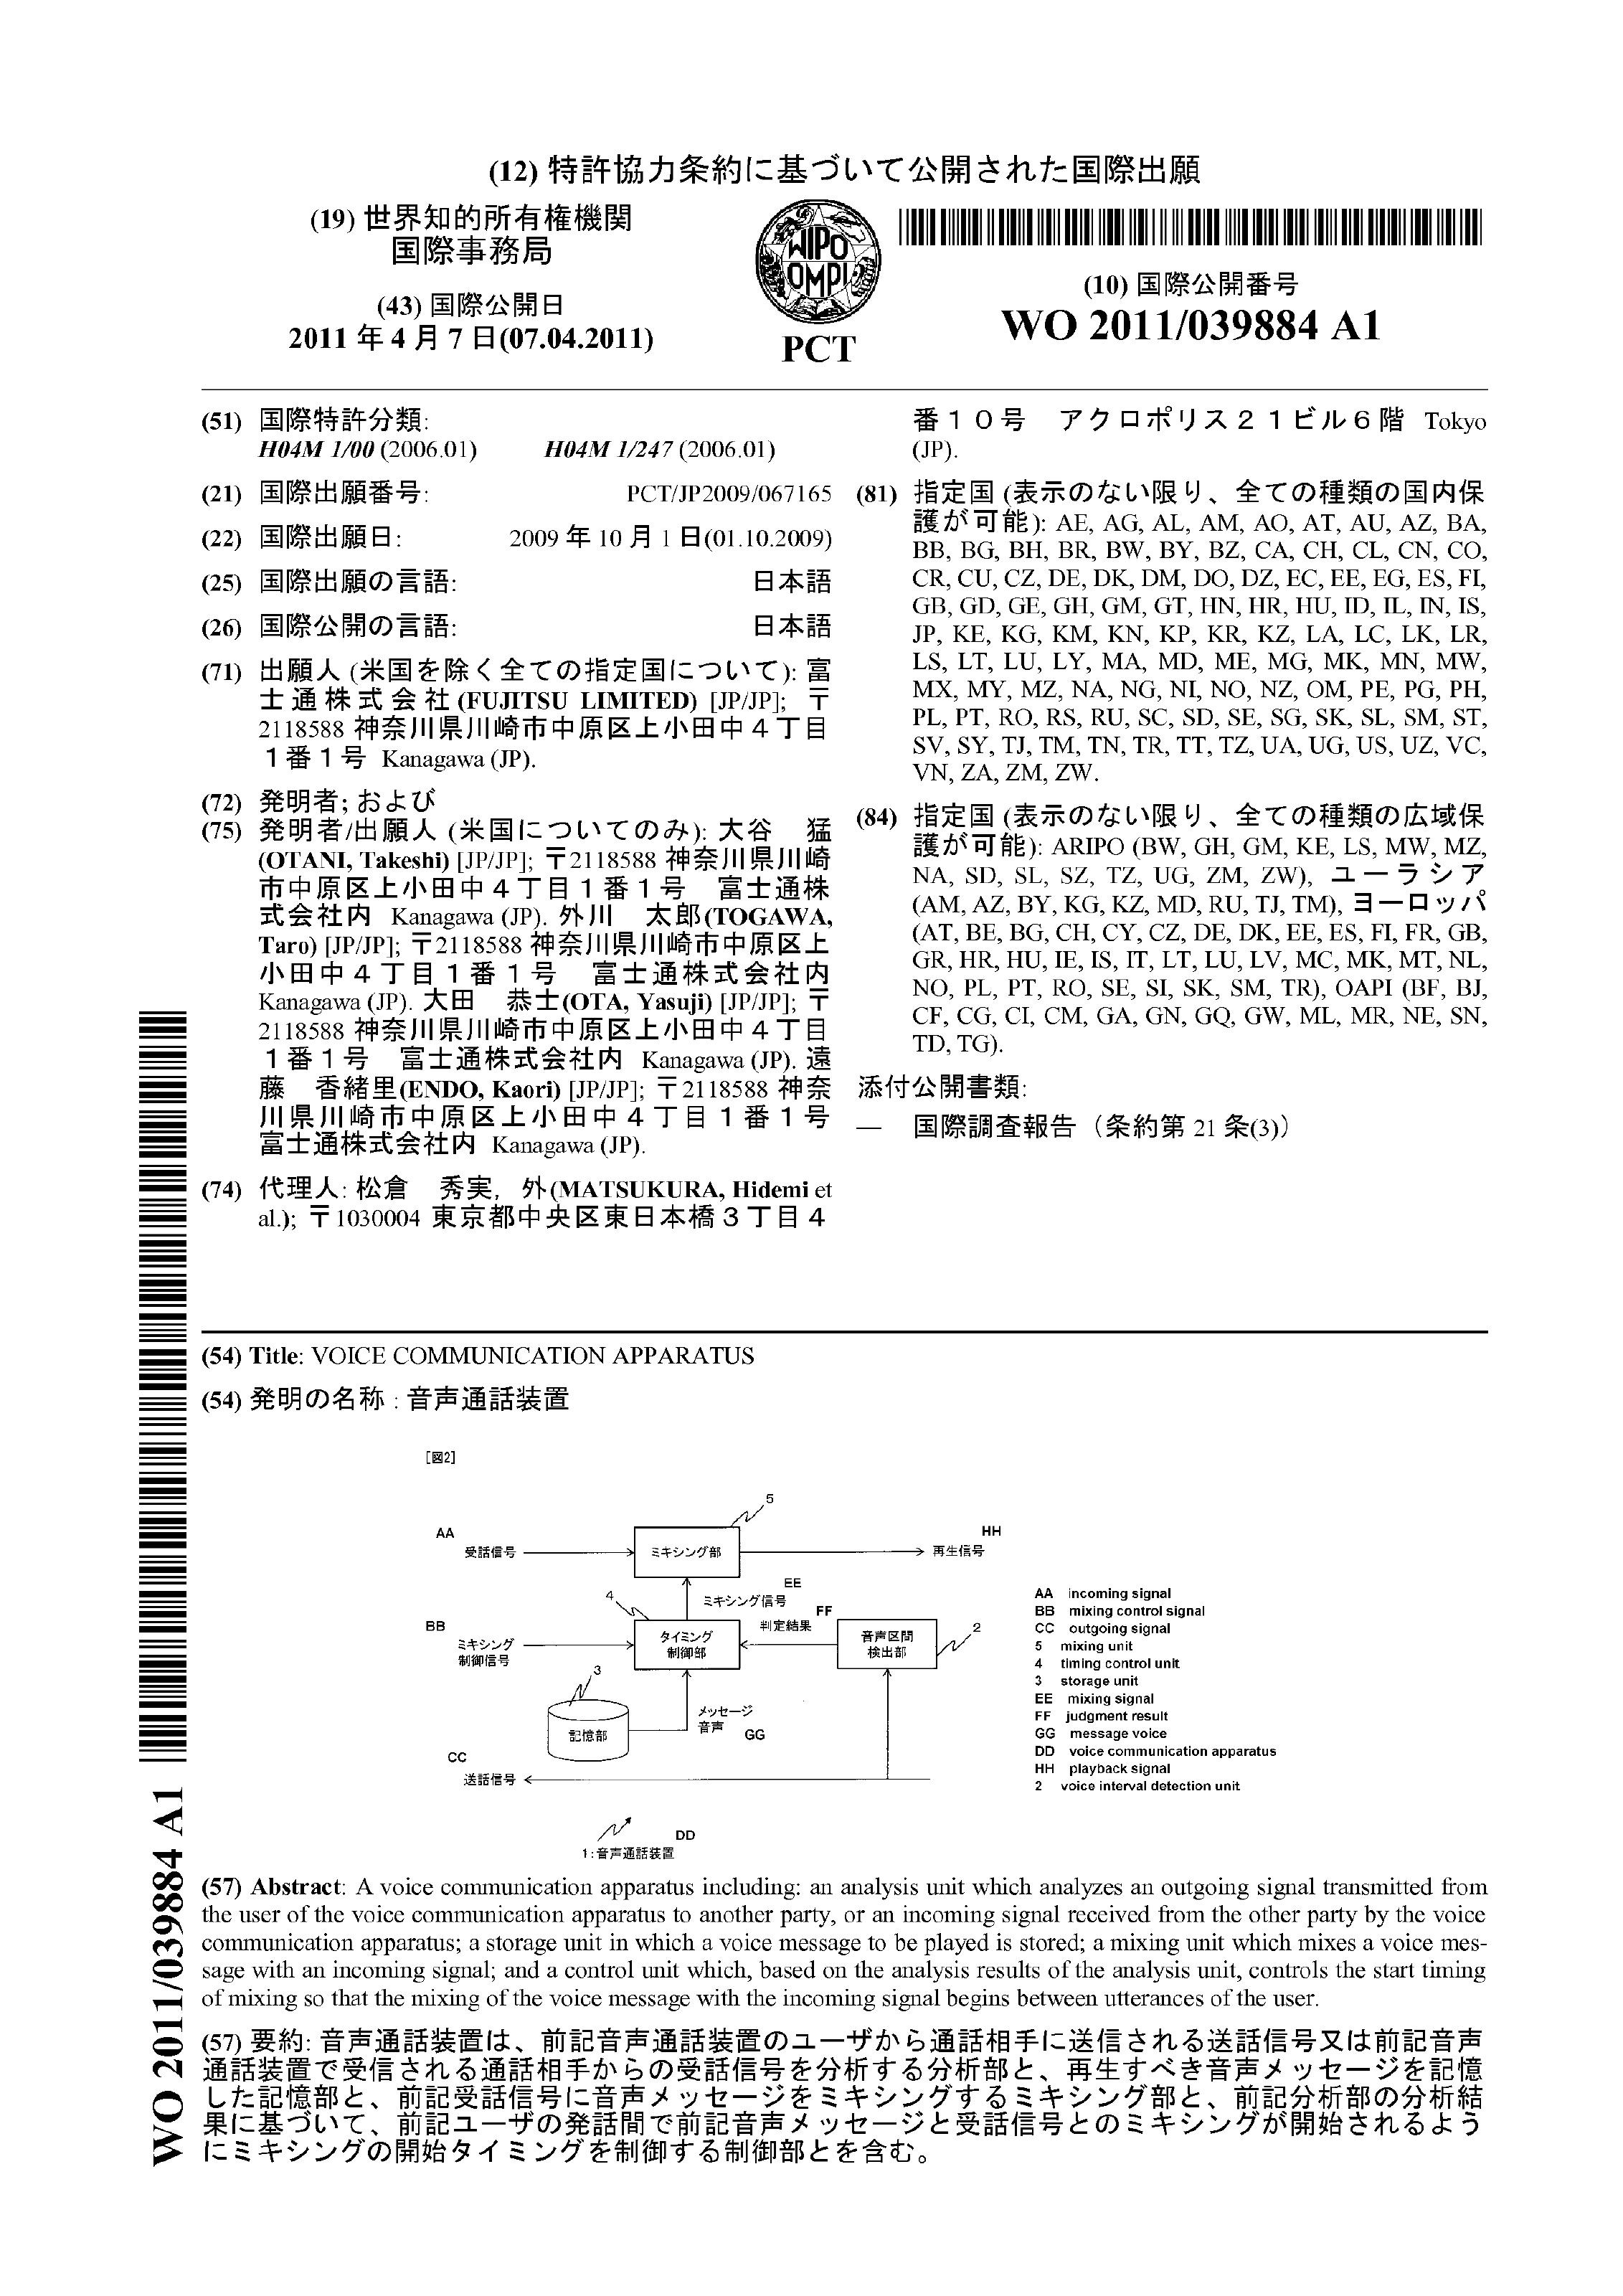 (12) 特許協力条約に基づいて公開された国際出願
(19) 世界知的所有権機関
国際事務局
(43) 国際公開日
2011 年 4 月 7 日(07.04.2011)
WIPO
OMPI
PCT
(10) 国際公開番号
WO 2011/039884 A1
(51) 国際特許分類:
H04M 1/00 (2006.01) H04M 1/247 (2006.01)
(21) 国際出願番号: PCT/JP2009/067165
(22) 国際出願日: 2009 年 10 月 1 日(01.10.2009)
(25) 国際出願の言語: 日本語
(26) 国際公開の言語: 日本語
(71) 出願人 (米国を除く全ての指定国について): 富
士通株式会社(FUJITSU LIMITED) [JP/JP]; 〒
2118588 神奈川県川崎市中原区上小田中4丁目
1番1号 Kanagawa (JP).
(72) 発明者; および
(75) 発明者/出願人 (米国についてのみ): 大谷 猛
(OTANI, Takeshi) [JP/JP]; 〒2118588 神奈川県川崎
市中原区上小田中4丁目1番1号 富士通株
式会社内 Kanagawa (JP). 外川 太郎(TOGAWA,
Taro) [JP/JP]; 〒2118588 神奈川県川崎市中原区上
小田中4丁目1番1号 富士通株式会社内
Kanagawa (JP). 大田 恭士(OTA, Yasuji) [JP/JP]; 〒
2118588 神奈川県川崎市中原区上小田中4丁目
1番1号 富士通株式会社内 Kanagawa (JP). 遠
藤 香緒里(ENDO, Kaori) [JP/JP]; 〒2118588 神奈
川県川崎市中原区上小田中4丁目1番1号
富士通株式会社内 Kanagawa (JP).
(74) 代理人: 松倉 秀実, 外(MATSUKURA, Hidemi et
al.); 〒1030004 東京都中央区東日本橋3丁目4
番10号 アクロポリス21ビル6階 Tokyo
(JP).
(81) 指定国 (表示のない限り、全ての種類の国内保
護が可能): AE, AG, AL, AM, AO, AT, AU, AZ, BA,
BB, BG, BH, BR, BW, BY, BZ, CA, CH, CL, CN, CO,
CR, CU, CZ, DE, DK, DM, DO, DZ, EC, EE, EG, ES, FI,
GB, GD, GE, GH, GM, GT, HN, HR, HU, ID, IL, IN, IS,
JP, KE, KG, KM, KN, KP, KR, KZ, LA, LC, LK, LR,
LS, LT, LU, LY, MA, MD, ME, MG, MK, MN, MW,
MX, MY, MZ, NA, NG, NI, NO, NZ, OM, PE, PG, PH,
PL, PT, RO, RS, RU, SC, SD, SE, SG, SK, SL, SM, ST,
SV, SY, TJ, TM, TN, TR, TT, TZ, UA, UG, US, UZ, VC,
VN, ZA, ZM, ZW.
(84) 指定国 (表示のない限り、全ての種類の広域保
護が可能): ARIPO (BW, GH, GM, KE, LS, MW, MZ,
NA, SD, SL, SZ, TZ, UG, ZM, ZW), ユーラシア
(AM, AZ, BY, KG, KZ, MD, RU, TJ, TM), ヨーロッパ
(AT, BE, BG, CH, CY, CZ, DE, DK, EE, ES, FI, FR, GB,
GR, HR, HU, IE, IS, IT, LT, LU, LV, MC, MK, MT, NL,
NO, PL, PT, RO, SE, SI, SK, SM, TR), OAPI (BF, BJ,
CF, CG, CI, CM, GA, GN, GQ, GW, ML, MR, NE, SN,
TD, TG).
添付公開書類:
— 国際調査報告 (条約第 21 条(3))
(54) Title: VOICE COMMUNICATION APPARATUS
(54) 発明の名称 : 音声通話装置
[図2]
5
AA
受話信号
ミキシング部
HH
再生信号
EE
ミキシング信号
4
BB
ミキシング
制御信号
タイミング
制御部
FF
判定結果
音声区間
検出部
2
3
記憶部
メッセージ
音声 GG
CC
送話信号
DD
1:音声通話装置
AA incoming signal
BB mixing control signal
CC outgoing signal
5 mixing unit
4 timing control unit
3 storage unit
EE mixing signal
FF judgment result
GG message voice
DD voice communication apparatus
HH playback signal
2 voice interval detection unit
(57) Abstract: A voice communication apparatus including: an analysis unit which analyzes an outgoing signal transmitted from
the user of the voice communication apparatus to another party, or an incoming signal received from the other party by the voice
communication apparatus; a storage unit in which a voice message to be played is stored; a mixing unit which mixes a voice mes-
sage with an incoming signal; and a control unit which, based on the analysis results of the analysis unit, controls the start timing
of mixing so that the mixing of the voice message with the incoming signal begins between utterances of the user.
(57) 要約: 音声通話装置は、前記音声通話装置のユーザから通話相手に送信される送話信号又は前記音声
通話装置で受信される通話相手からの受話信号を分析する分析部と、再生すべき音声メッセージを記憶
した記憶部と、前記受話信号に音声メッセージをミキシングするミキシング部と、前記分析部の分析結
果に基づいて、前記ユーザの発話間で前記音声メッセージと受話信号とのミキシングが開始されるよう
にミキシングの開始タイミングを制御する制御部とを含む。
WO 2011/039884 A1